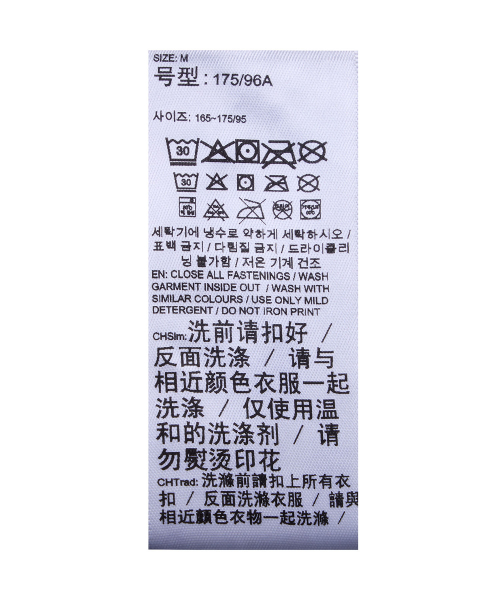 SIZE: M
号型: 175/96A
사이즈: 165~175/95
30
30
세탁기에 냉수로 약하게 세탁하시오 /
표백 금지 / 다림질 금지 / 드라이클리
닝 불가함 / 저온 기계 건조
EN: CLOSE ALL FASTENINGS / WASH
GARMENT INSIDE OUT / WASH WITH
SIMILAR COLOURS / USE ONLY MILD
DETERGENT / DO NOT IRON PRINT
CHSim: 洗前请扣好 /
反面洗涤 / 请与
相近颜色衣服一起
洗涤 / 仅使用温
和的洗涤剂 / 请
勿熨烫印花
CHTrad: 洗滌前請扣上所有衣
扣 / 反面洗滌衣服 / 請與
相近顏色衣物一起洗滌 /